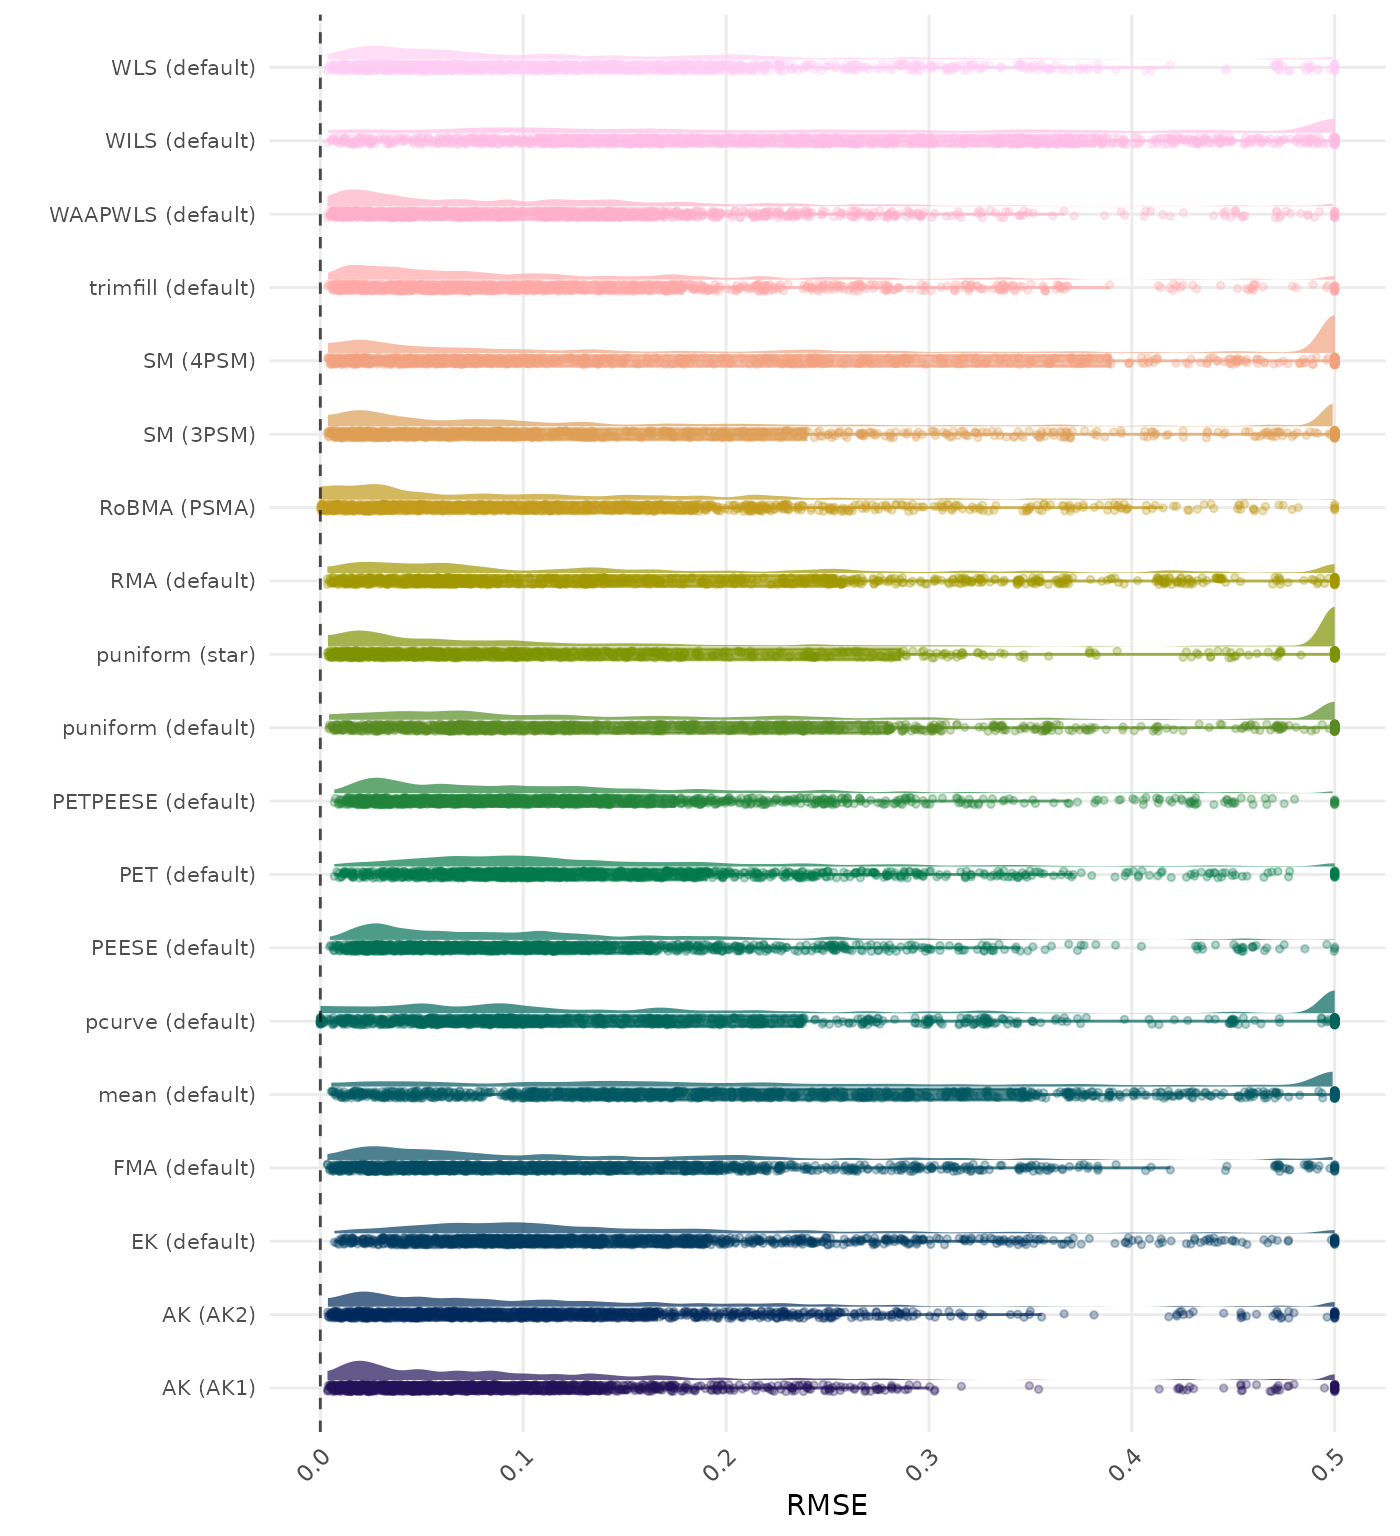 WLS (default)
WILS (default)
WAAPWLS (default)
trimfill (default)
SM (4PSM)
SM (3PSM)
RoBMA (PSMA)
RMA (default)
puniform (star)
puniform (default)
PETPEESE (default)
PET (default)
PEESE (default)
pcurve (default)
mean (default)
FMA (default)
EK (default)
AK (AK2)
AK (AK1)
0.0 0.1 0.2 0.3 0.4 0.5
RMSE